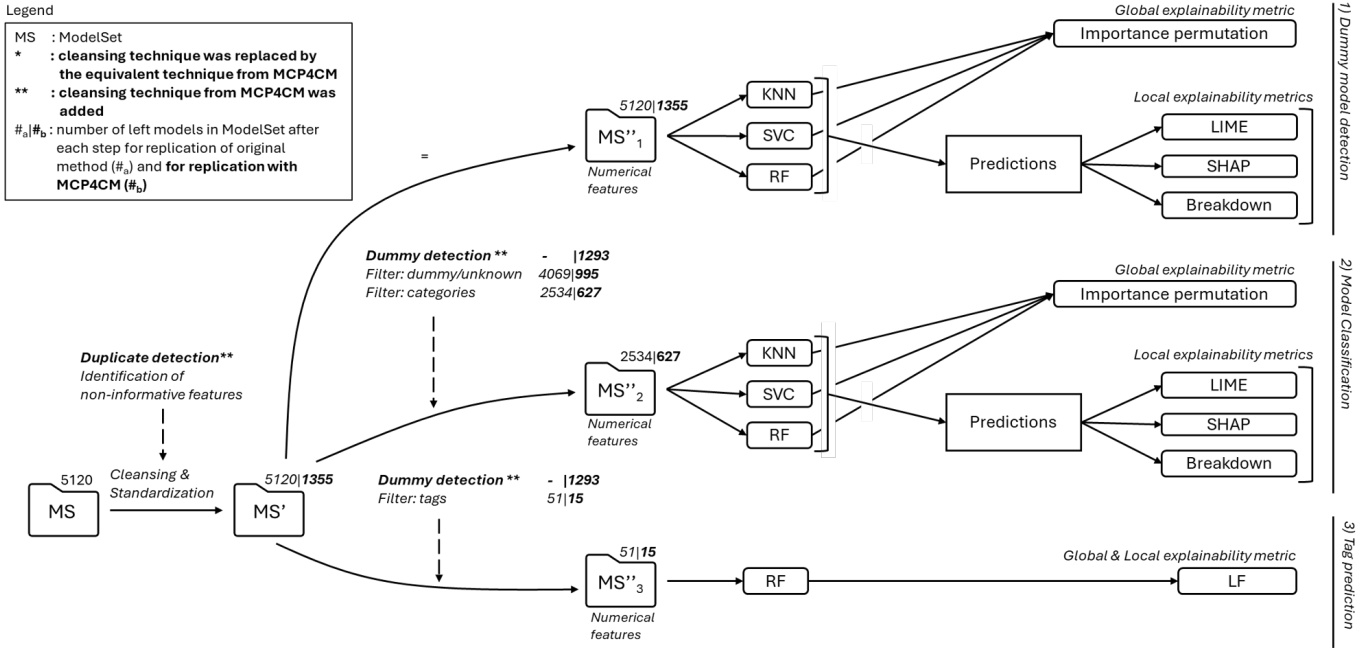 Legend
MS : ModelSet
* : cleansing technique was replaced by
the equivalent technique from MCP4CM
** : cleansing technique from MCP4CM was
added
#a|#b : number of left models in ModelSet after
each step for replication of original
method (#a) and for replication with
MCP4CM (#b)
=
5120|1355
MS’’1
Numerical
features
KNN
SVC
RF
Global explainability metric
Importance permutation
Predictions
Local explainability metrics
LIME
SHAP
Breakdown
1) Dummy model detection
Dummy detection ** - |1293
Filter: dummy/unknown 4069|995
Filter: categories 2534|627
2534|627
MS’’2
Numerical
features
KNN
SVC
RF
Global explainability metric
Importance permutation
Predictions
Local explainability metrics
LIME
SHAP
Breakdown
2) Model Classification
Duplicate detection**
Identification of
non-informative features
5120
MS
Cleansing &
Standardization
5120|1355
MS’
Dummy detection ** - |1293
Filter: tags 51|15
51|15
MS’’3
Numerical
features
RF
Global & Local explainability metric
LF
3) Tag prediction